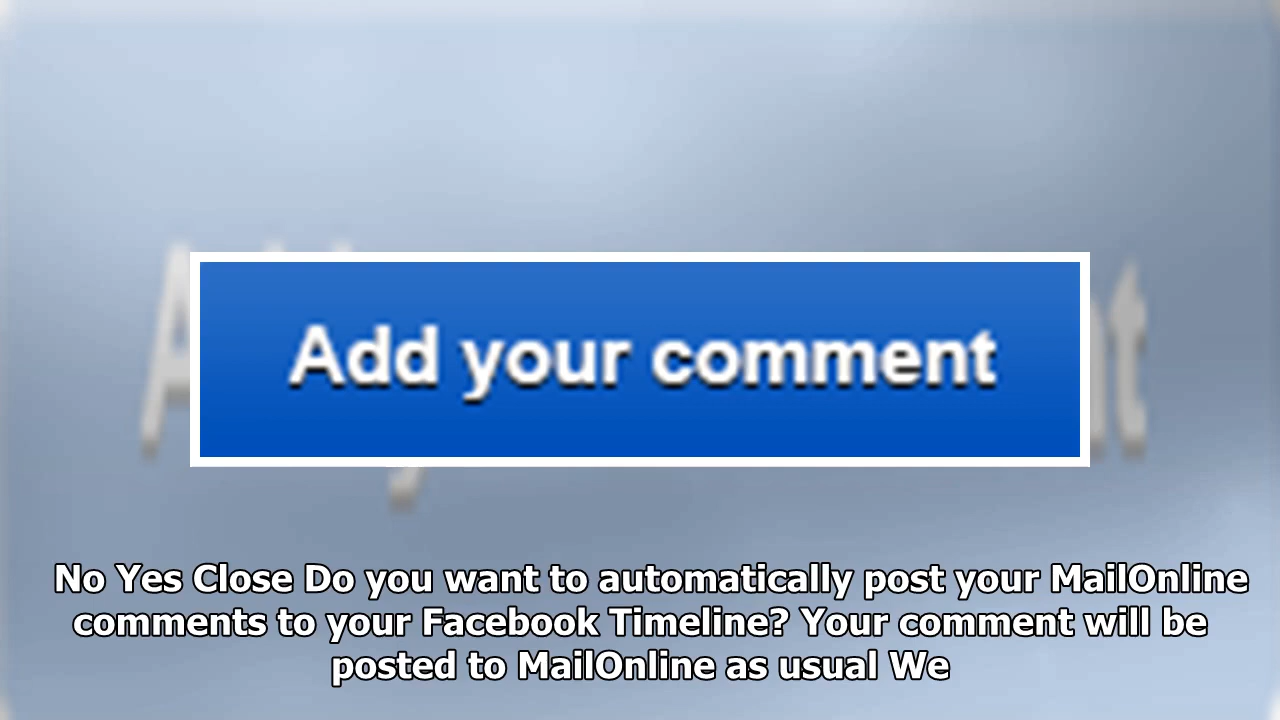 Add your comment
No Yes Close Do you want to automatically post your MailOnline
comments to your Facebook Timeline? Your comment will be
posted to MailOnline as usual We